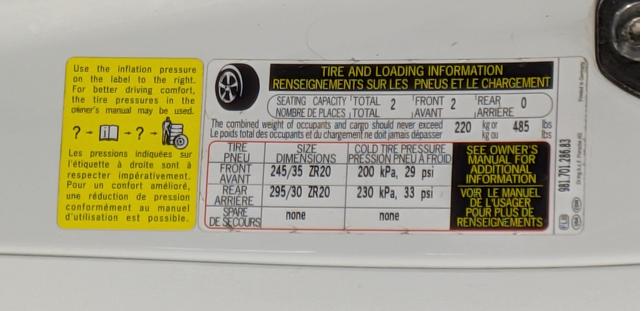 Use the inflation pressure
on the label to the right.
For better driving comfort,
the tire pressures in the
owner's manual may be used.
? - i - ? -
Les pressions indiquées sur
l'étiquette à droite sont à
respecter impérativement.
Pour un confort amélioré,
une réduction de pression
conformément au manuel
d'utilisation est possible.
TIRE AND LOADING INFORMATION
RENSEIGNEMENTS SUR LES PNEUS ET LE CHARGEMENT
SEATING CAPACITY TOTAL 2 FRONT 2 REAR 0
NOMBRE DE PLACES TOTAL AVANT ARRIÈRE
The combined weight of occupants and cargo should never exceed 220 kg or 485 lbs
Le poids total des occupants et du chargement ne doit jamais dépasser kg ou lbs
TIRE SIZE COLD TIRE PRESSURE
PNEU DIMENSIONS PRESSION PNEU À FROID
FRONT 245/35 ZR20 200 kPa, 29 psi
AVANT
REAR 295/30 ZR20 230 kPa, 33 psi
ARRIÈRE
SPARE none none
DE SECOURS
SEE OWNER'S
MANUAL FOR
ADDITIONAL
INFORMATION
VOIR LE MANUEL
DE L'USAGER
POUR PLUS DE
RENSEIGNEMENTS
981.701.286.83
Printed in Germany